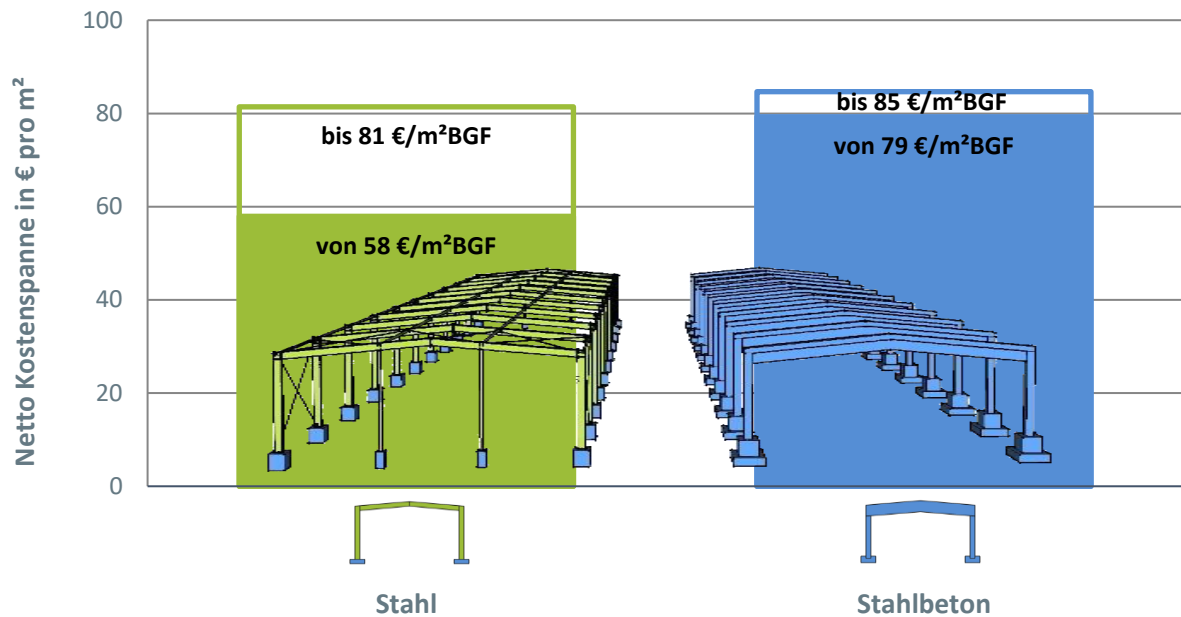 Netto Kostenspanne in € pro m²
100
80
60
40
20
0
bis 81 €/m²BGF
von 58 €/m²BGF
bis 85 €/m²BGF
von 79 €/m²BGF
Stahl
Stahlbeton